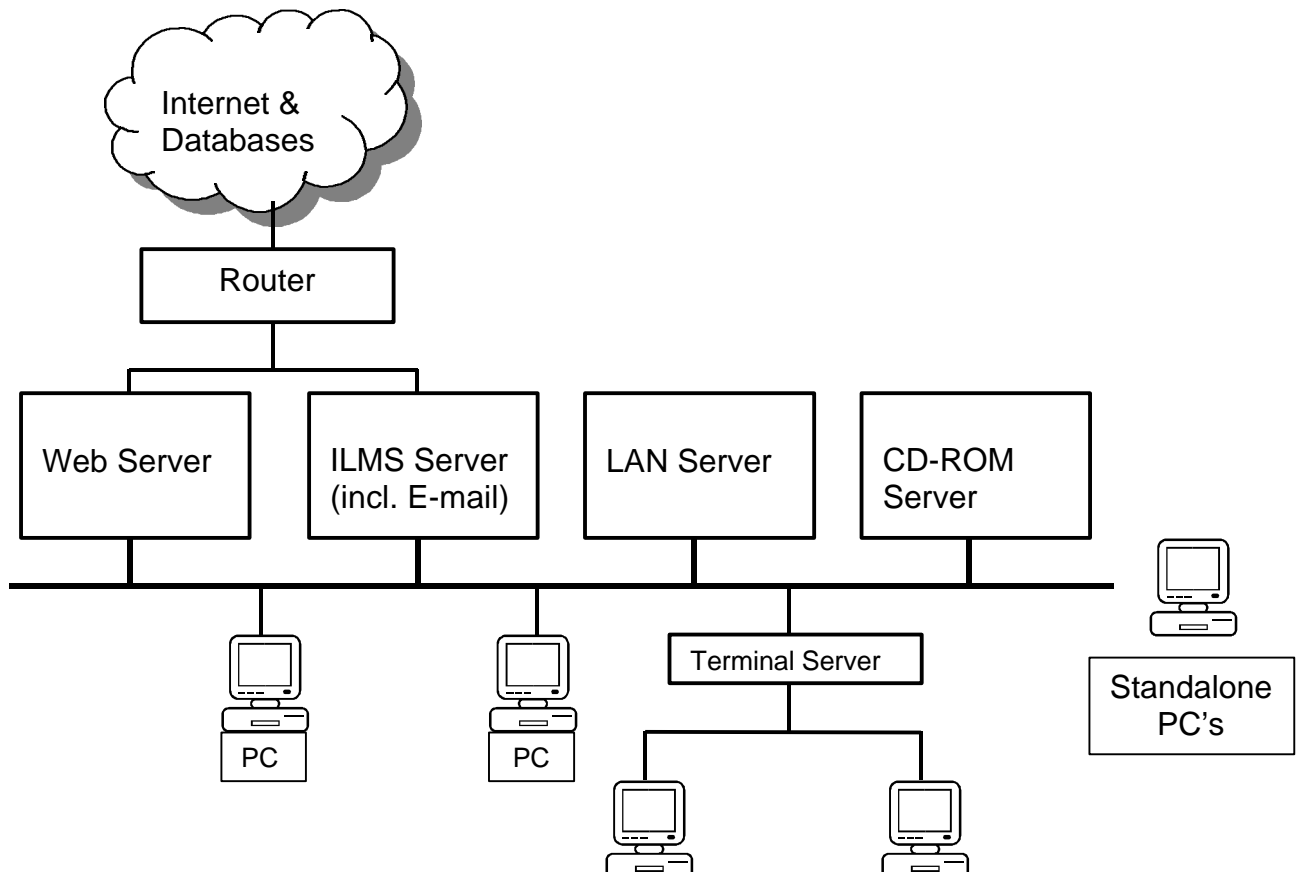 Internet &
Databases
Router
Web Server
ILMS Server
(incl. E-mail)
LAN Server
CD-ROM
Server
Terminal Server
Standalone
PC's
PC
PC